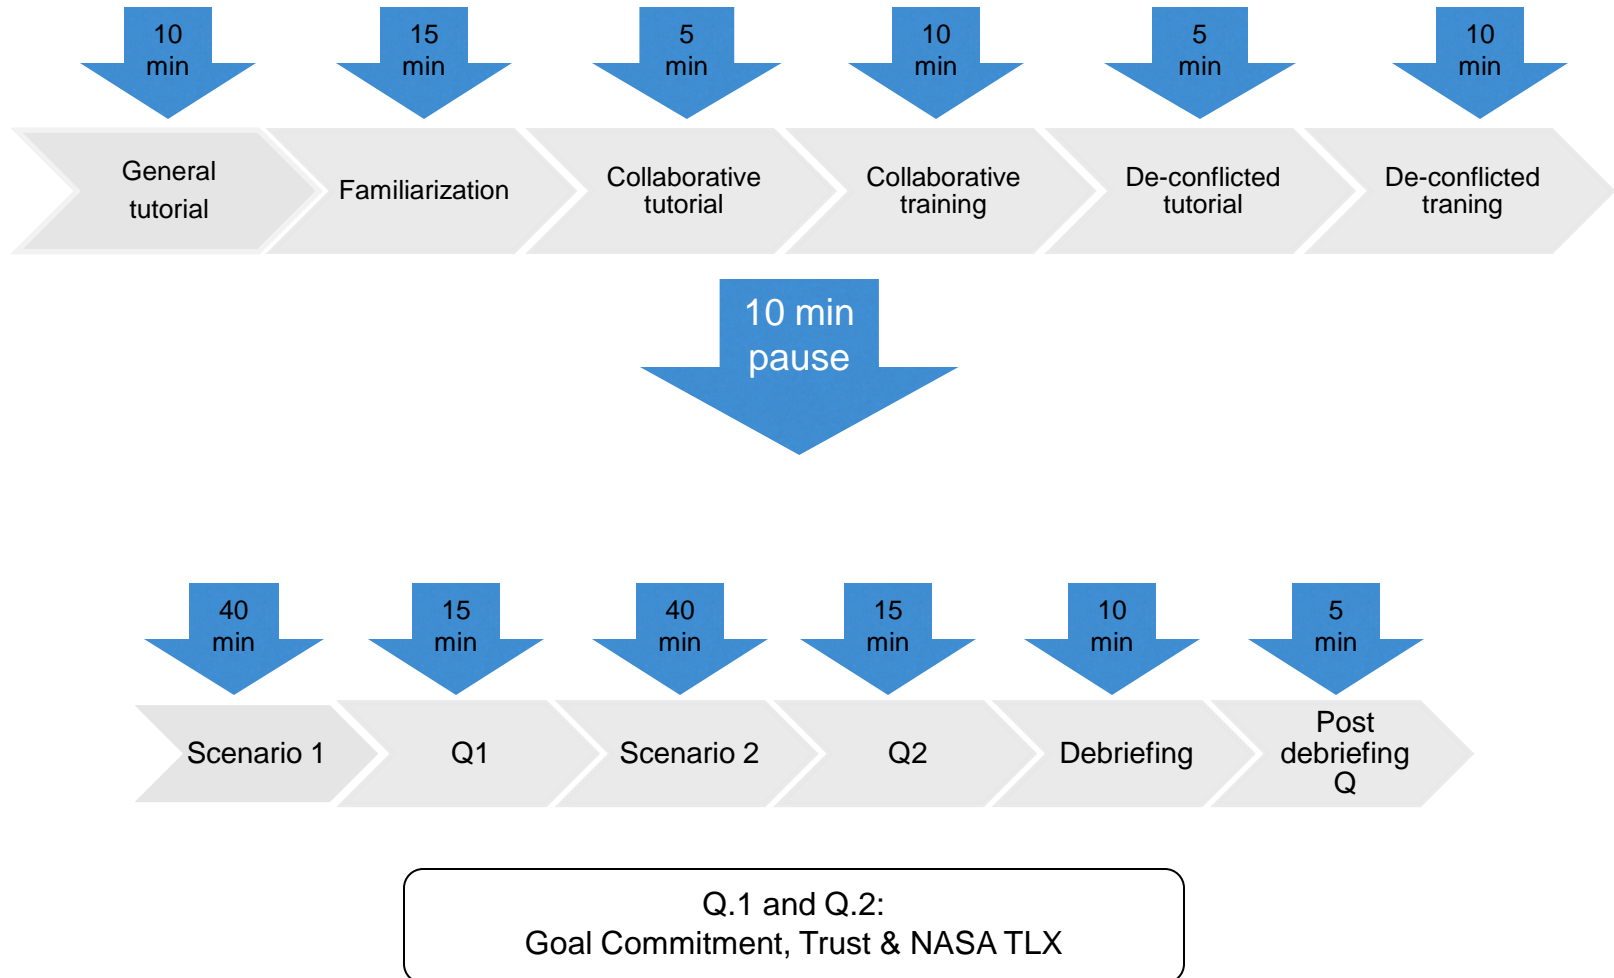 10
min
15
min
5
min
10
min
5
min
10
min
General
tutorial
Familiarization
Collaborative
tutorial
Collaborative
training
De-conflicted
tutorial
De-conflicted
traning
10 min
pause
40
min
15
min
40
min
15
min
10
min
5
min
Scenario 1
Q1
Scenario 2
Q2
Debriefing
Post
debriefing
Q
Q.1 and Q.2:
Goal Commitment, Trust & NASA TLX